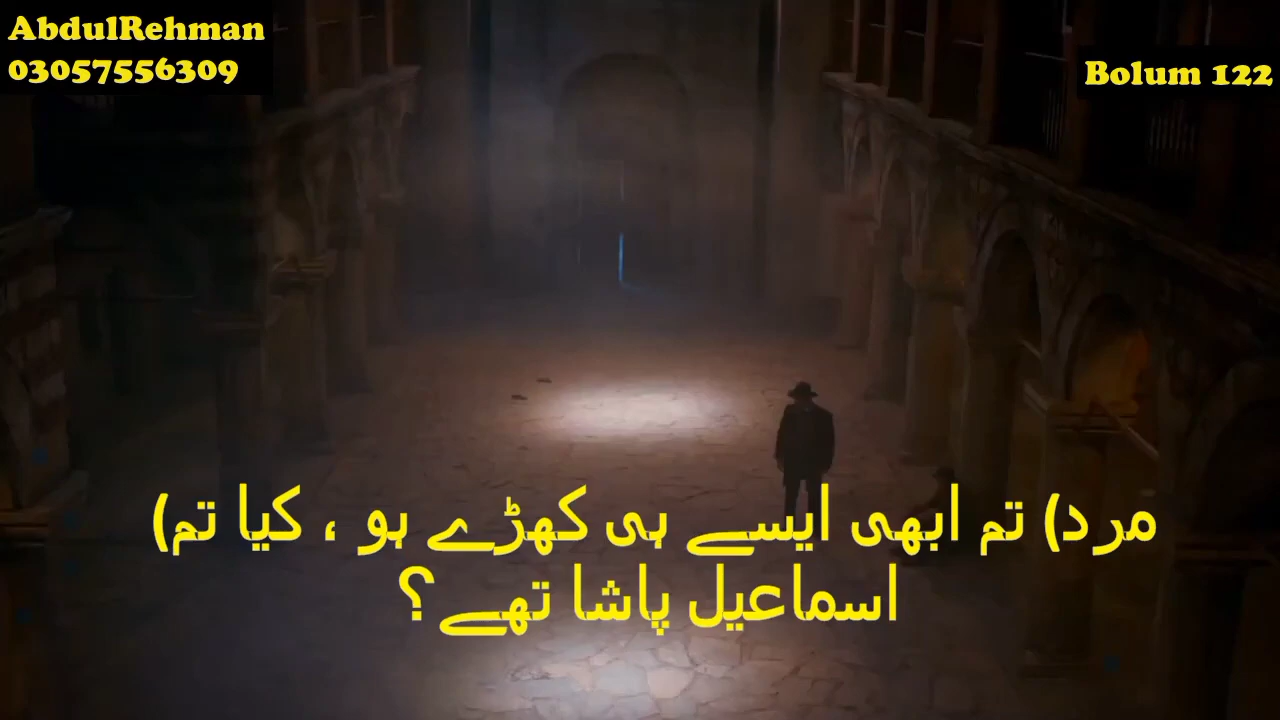 AbdulRehman
03057556309
Bolum 122
مرد) تم ابھی ایسے ہی کھڑے ہو ، کیا تم)
اسماعیل پاشا تھے؟